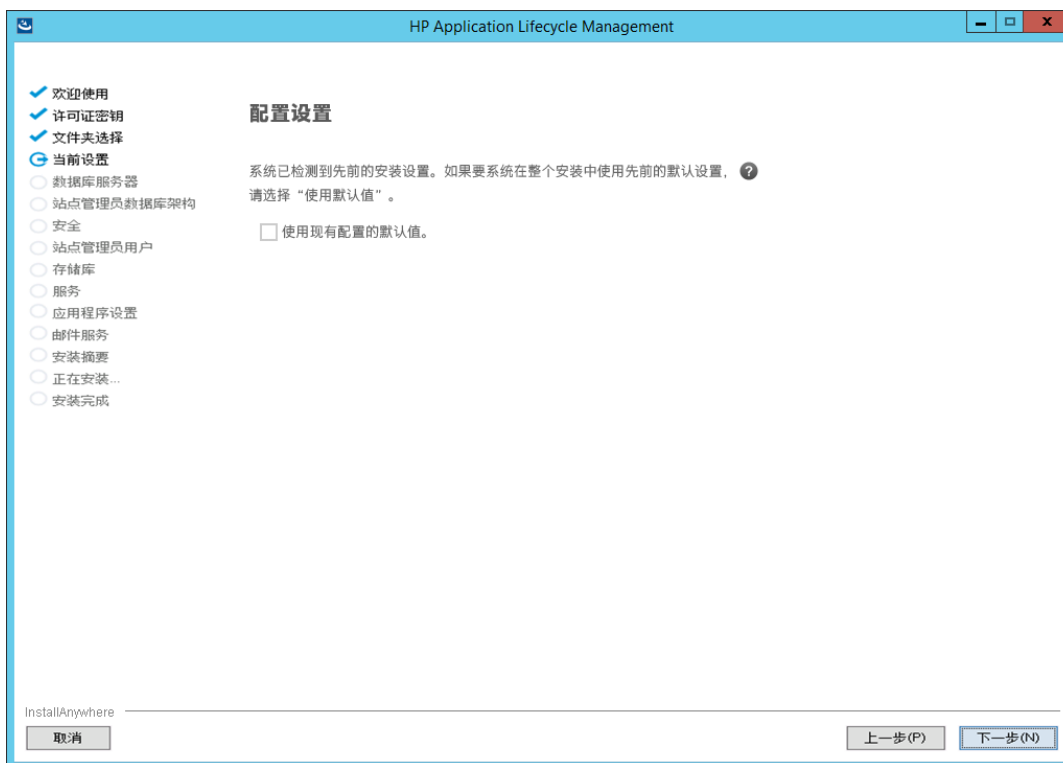 HP Application Lifecycle Management
欢迎使用
许可证密钥
文件夹选择
当前设置
数据库服务器
站点管理员数据库架构
安全
站点管理员用户
存储库
服务
应用程序设置
邮件服务
安装摘要
正在安装...
安装完成
配置设置
系统已检测到先前的安装设置。如果要系统在整个安装中使用先前的默认设置，
请选择“使用默认值”。
使用现有配置的默认值。
InstallAnywhere
取消
上一步(P)
下一步(N)